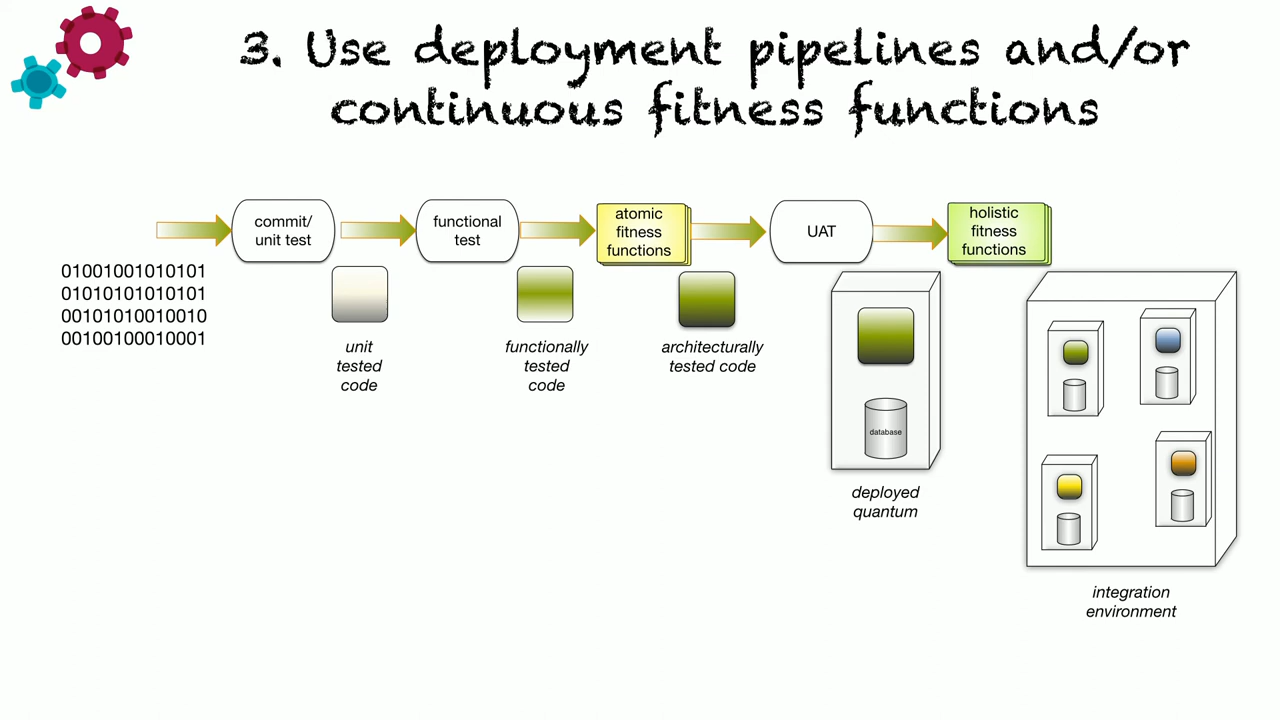 3. Use deployment pipelines and/or
continuous fitness functions
commit/
unit test
functional
test
atomic
fitness
functions
UAT
holistic
fitness
functions
01001001010101
01010101010101
00101010010010
00100100010001
unit
tested
code
functionally
tested
code
architecturally
tested code
database
deployed
quantum
integration
environment